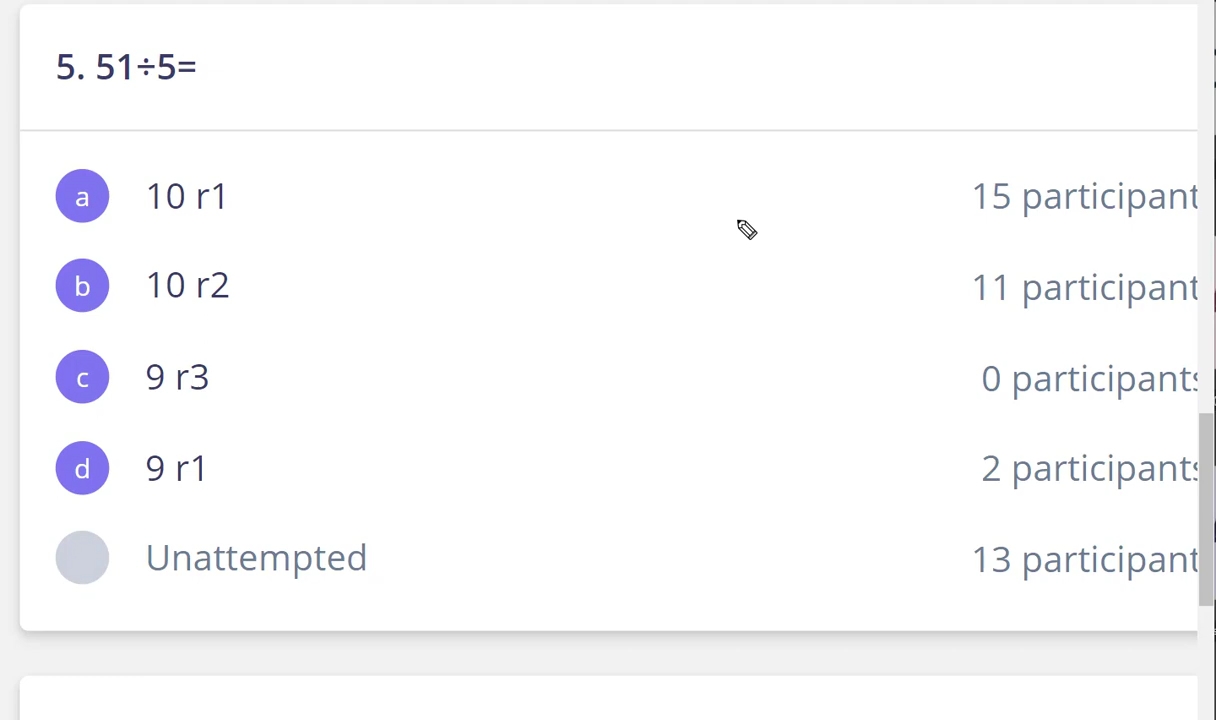 5. 51÷5=
a 10 r1 15 participant
b 10 r2 11 participant
c 9 r3 0 participants
d 9 r1 2 participants
Unattempted 13 participant